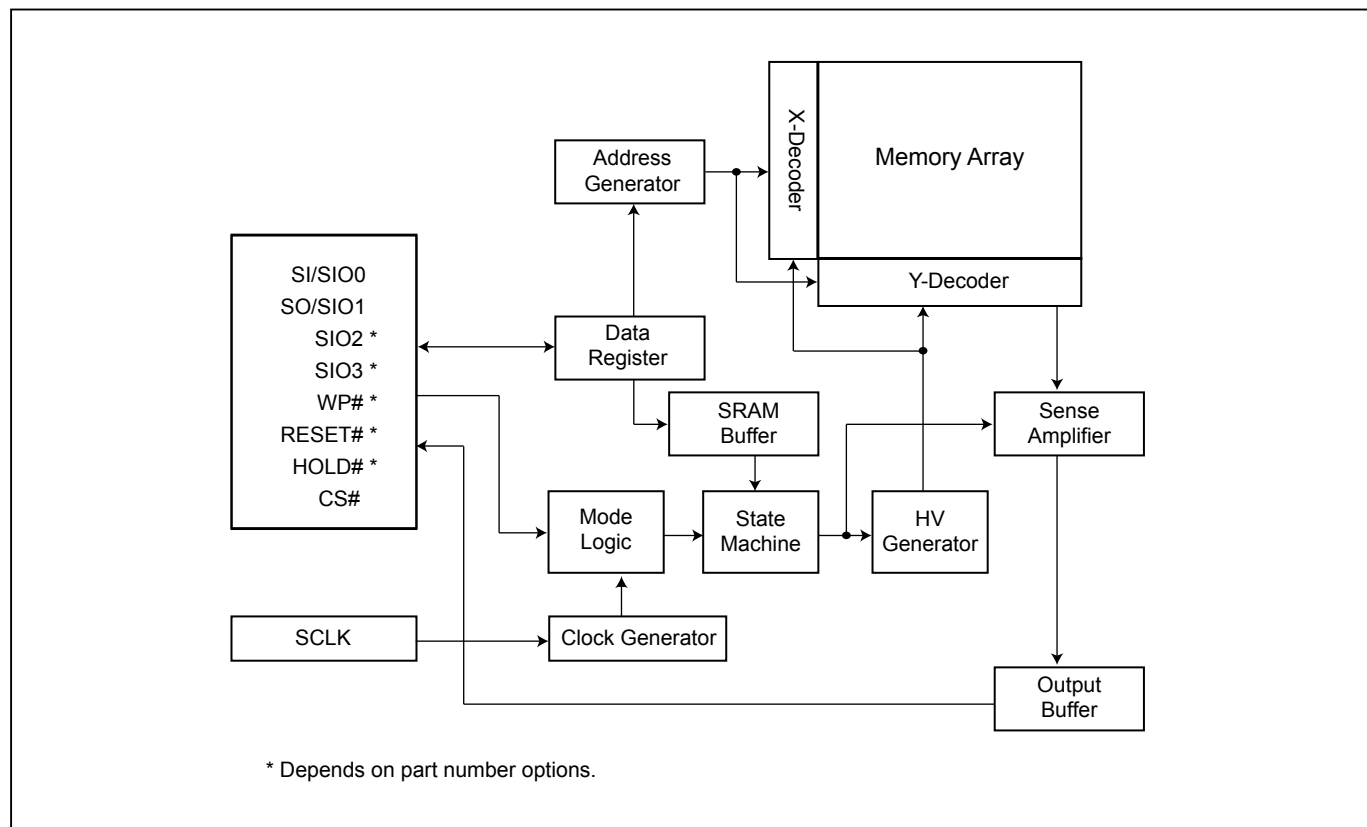 X-Decoder
Memory Array
Address
Generator
Y-Decoder
SI/SIO0
SO/SIO1
SIO2 *
SIO3 *
WP# *
RESET# *
HOLD# *
CS#
Data
Register
SRAM
Buffer
Sense
Amplifier
Mode
Logic
State
Machine
HV
Generator
SCLK
Clock Generator
Output
Buffer
* Depends on part number options.